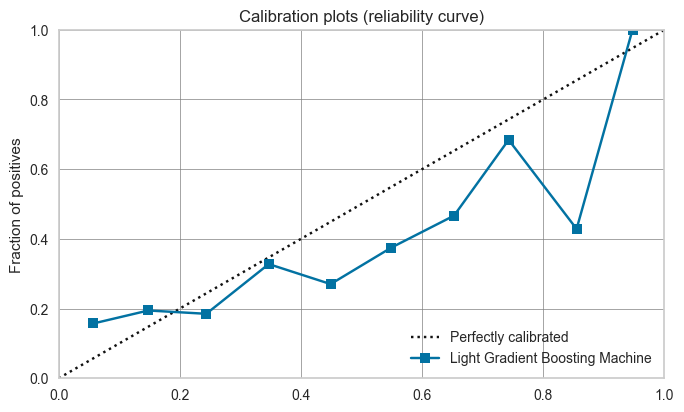 Calibration plots (reliability curve)
1.0
0.8
0.6
0.4
0.2
0.0
Fraction of positives
Perfectly calibrated
Light Gradient Boosting Machine
0.0 0.2 0.4 0.6 0.8 1.0